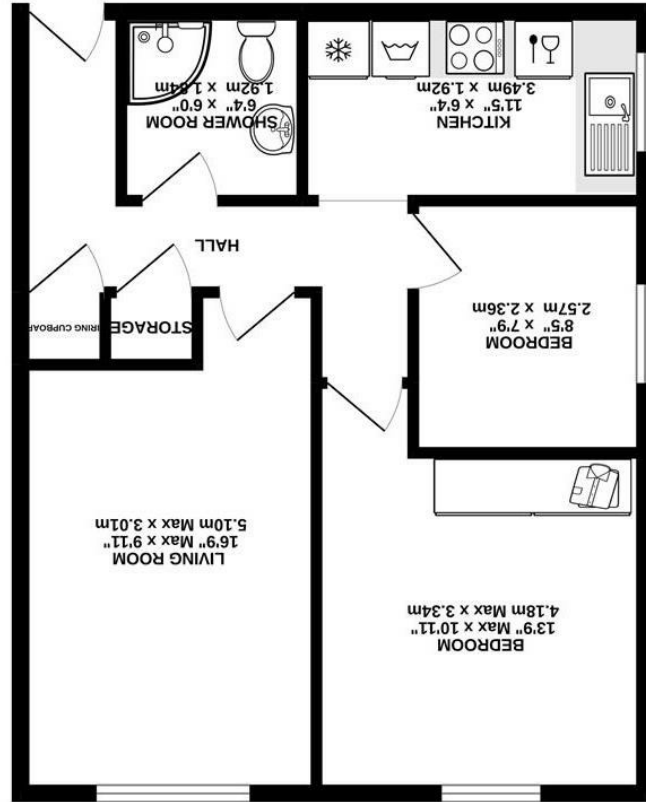 BEDROOM
13'9" Max x 10'11"
4.18m Max x 3.34m
LIVING ROOM
16'9" Max x 9'11"
5.10m Max x 3.01m
BEDROOM
8'5" x 7'9"
2.57m x 2.36m
STORAGE
IRING CUPBOAR
HALL
KITCHEN
11'5" x 6'4"
3.49m x 1.92m
SHOWER ROOM
6'4" x 6'0"
1.92m x 1.84m